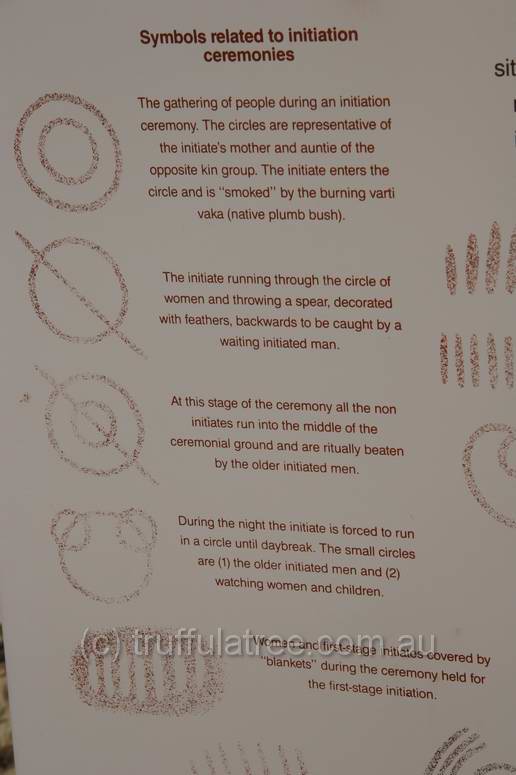 Symbols related to initiation
ceremonies
sit
The gathering of people during an initiation
ceremony. The circles are representative of
the initiate's mother and auntie of the
opposite kin group. The initiate enters the
circle and is "smoked" by the burning varti
vaka (native plumb bush).
The initiate running through the circle of
women and throwing a spear, decorated
with feathers, backwards to be caught by a
waiting initiated man.
At this stage of the ceremony all the non
initiates run into the middle of the
ceremonial ground and are ritually beaten
by the older initiated men.
During the night the initiate is forced to run
in a circle until daybreak. The small circles
are (1) the older initiated men and (2)
watching women and children.
(c) truffulatree.com.au
Women and first-stage initiates covered by
"blankets" during the ceremony held for
the first-stage initiation.